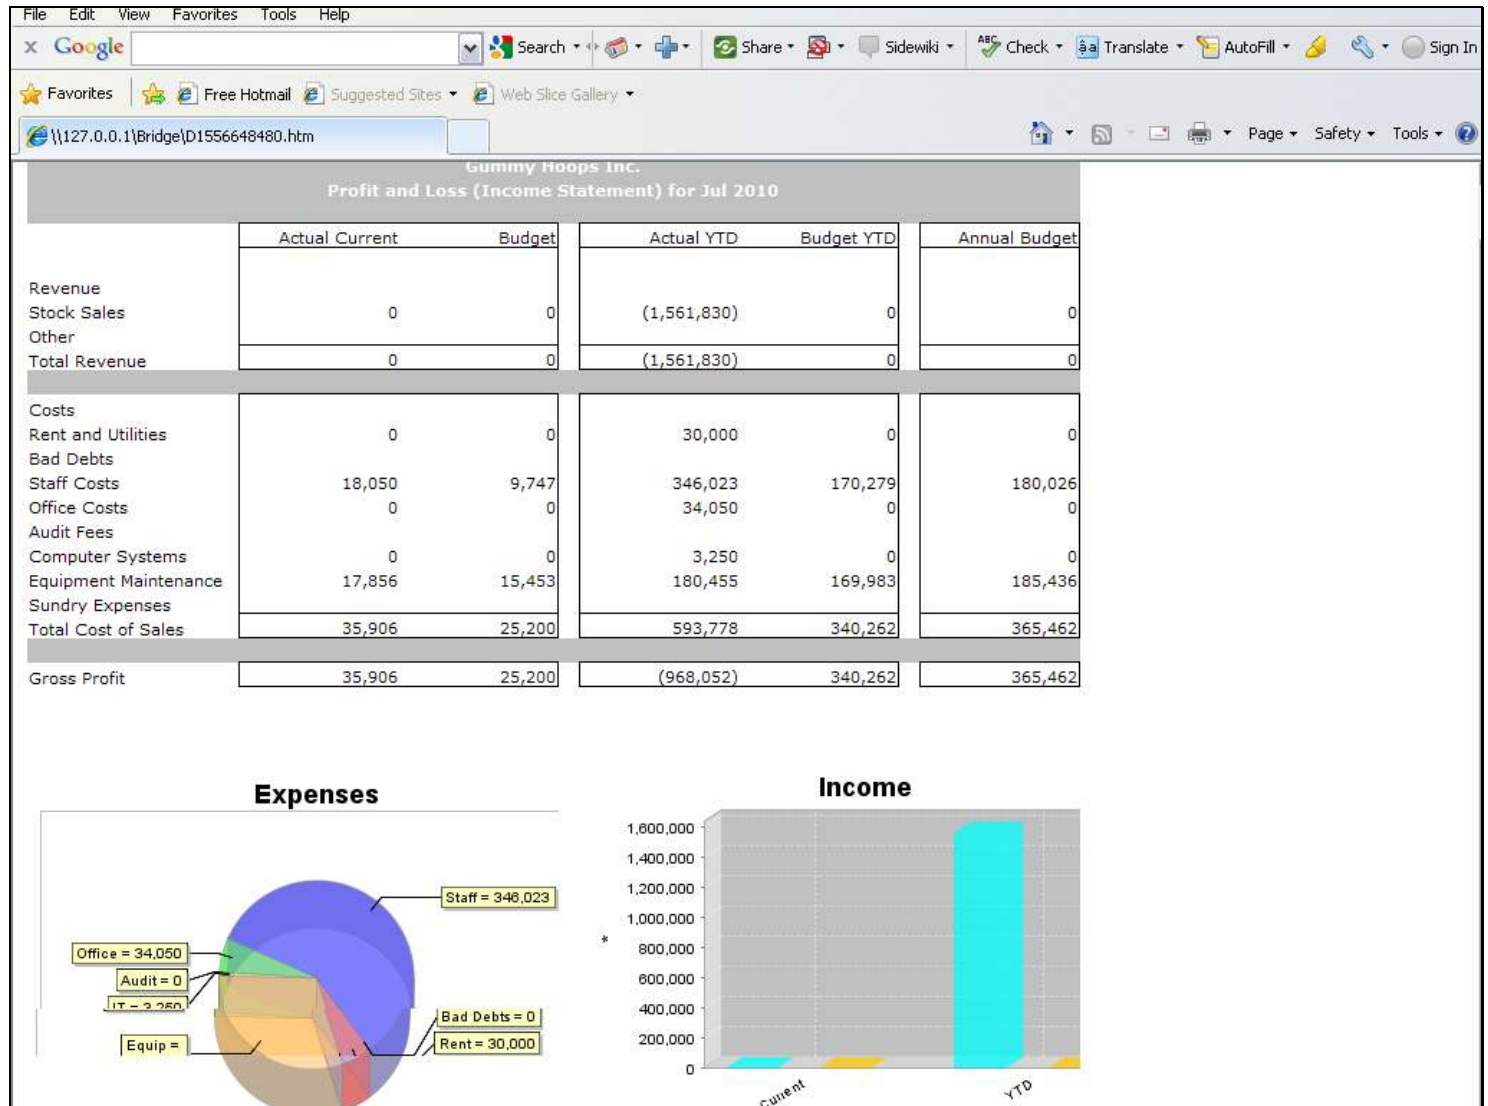 File Edit View Favorites Tools Help
x Google Search Share Sidewiki ABC Check âa Translate AutoFill Sign In
Favorites Free Hotmail Suggested Sites Web Slice Gallery
\\127.0.0.1\Bridge\D1556648480.htm Page Safety Tools
Gummy Hoops Inc.
Profit and Loss (Income Statement) for Jul 2010
Actual Current Budget Actual YTD Budget YTD Annual Budget
Revenue
Stock Sales 0 0 (1,561,830) 0 0
Other
Total Revenue 0 0 (1,561,830) 0 0
Costs
Rent and Utilities 0 0 30,000 0 0
Bad Debts
Staff Costs 18,050 9,747 346,023 170,279 180,026
Office Costs 0 0 34,050 0 0
Audit Fees
Computer Systems 0 0 3,250 0 0
Equipment Maintenance 17,856 15,453 180,455 169,983 185,436
Sundry Expenses
Total Cost of Sales 35,906 25,200 593,778 340,262 365,462
Gross Profit 35,906 25,200 (968,052) 340,262 365,462
Expenses
Staff = 346,023
Office = 34,050
Audit = 0
IT = 3,250
Bad Debts = 0
Equip =
Rent = 30,000
Income
1,600,000
1,400,000
1,200,000
1,000,000
*
800,000
600,000
400,000
200,000
0
Current YTD